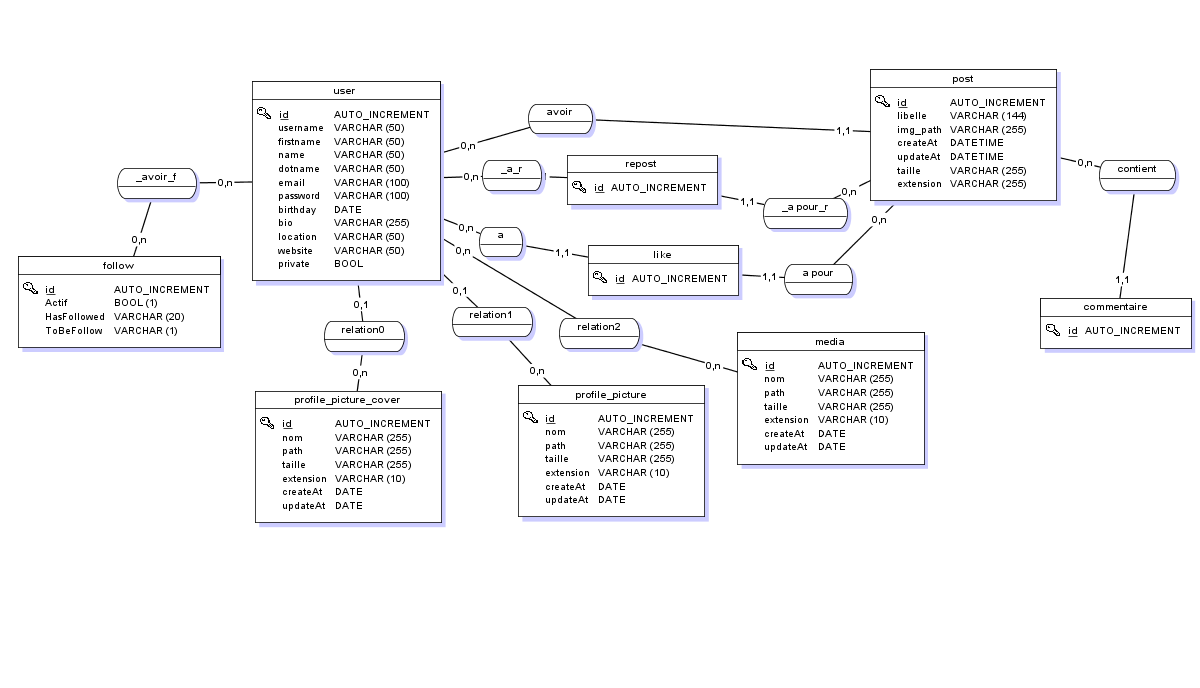 user
id AUTO_INCREMENT
username VARCHAR (50)
firstname VARCHAR (50)
name VARCHAR (50)
dotname VARCHAR (50)
email VARCHAR (100)
password VARCHAR (100)
birthday DATE
bio VARCHAR (255)
location VARCHAR (50)
website VARCHAR (50)
private BOOL
post
id AUTO_INCREMENT
libelle VARCHAR (144)
img_path VARCHAR (255)
createAt DATETIME
updateAt DATETIME
taille VARCHAR (255)
extension VARCHAR (255)
avoir
0,n
1,1
_a_r
0,n
repost
id AUTO_INCREMENT
1,1
_a pour_r
0,n
contient
0,n
1,1
commentaire
id AUTO_INCREMENT
a
0,n
1,1
like
id AUTO_INCREMENT
1,1
a pour
0,n
_avoir_f
0,n
0,n
follow
id AUTO_INCREMENT
Actif BOOL (1)
HasFollowed VARCHAR (20)
ToBeFollow VARCHAR (1)
0,1
relation0
0,n
profile_picture_cover
id AUTO_INCREMENT
nom VARCHAR (255)
path VARCHAR (255)
taille VARCHAR (255)
extension VARCHAR (10)
createAt DATE
updateAt DATE
0,1
relation1
0,n
profile_picture
id AUTO_INCREMENT
nom VARCHAR (255)
path VARCHAR (255)
taille VARCHAR (255)
extension VARCHAR (10)
createAt DATE
updateAt DATE
0,n
relation2
0,n
media
id AUTO_INCREMENT
nom VARCHAR (255)
path VARCHAR (255)
taille VARCHAR (255)
extension VARCHAR (10)
createAt DATE
updateAt DATE